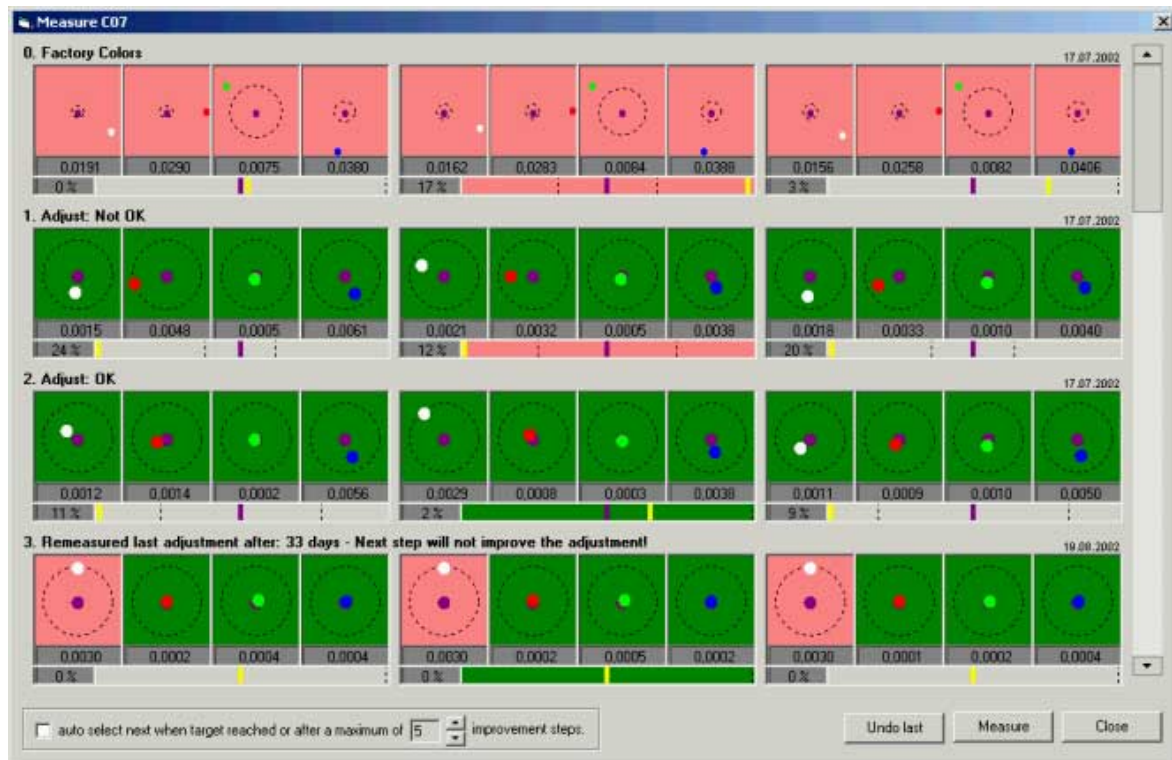 Measure C07
0. Factory Colors 17.07.2002
0,0191 0,0290 0,0075 0,0380 0,0162 0,0283 0,0084 0,0388 0,0156 0,0258 0,0082 0,0406
0 % 17 % 3 %
1. Adjust: Not OK 17.07.2002
0,0015 0,0048 0,0005 0,0061 0,0021 0,0032 0,0005 0,0038 0,0018 0,0033 0,0010 0,0040
24 % 12 % 20 %
2. Adjust: OK 17.07.2002
0,0012 0,0014 0,0002 0,0056 0,0029 0,0008 0,0003 0,0038 0,0011 0,0009 0,0010 0,0050
11 % 2 % 9 %
3. Remeasured last adjustment after: 33 days - Next step will not improve the adjustment! 19.08.2002
0,0030 0,0002 0,0004 0,0004 0,0030 0,0002 0,0005 0,0002 0,0030 0,0001 0,0002 0,0004
0 % 0 % 0 %
auto select next when target reached or after a maximum of 5 improvement steps. Undo last Measure Close